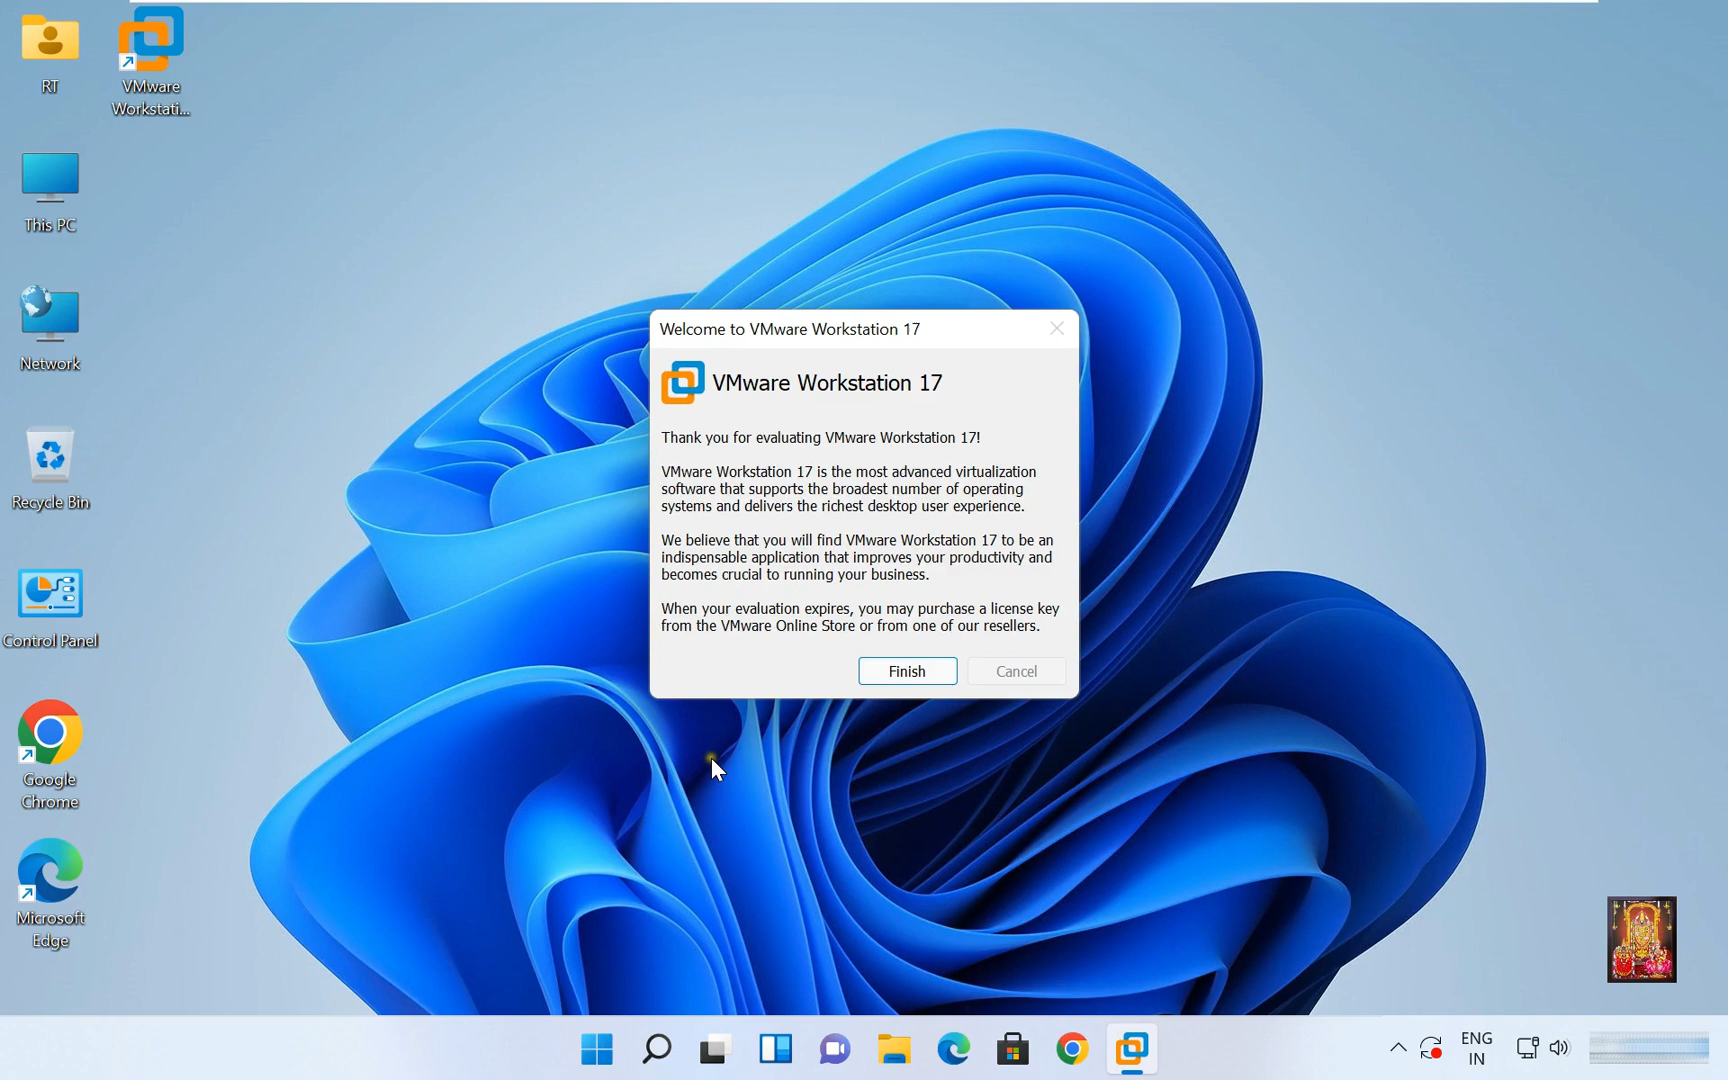 RT
VMware
Workstati...
This PC
Network
Recycle Bin
Control Panel
Google
Chrome
Microsoft
Edge
Welcome to VMware Workstation 17
VMware Workstation 17
Thank you for evaluating VMware Workstation 17!
VMware Workstation 17 is the most advanced virtualization
software that supports the broadest number of operating
systems and delivers the richest desktop user experience.
We believe that you will find VMware Workstation 17 to be an
indispensable application that improves your productivity and
becomes crucial to running your business.
When your evaluation expires, you may purchase a license key
from the VMware Online Store or from one of our resellers.
Finish
Cancel
ENG
IN